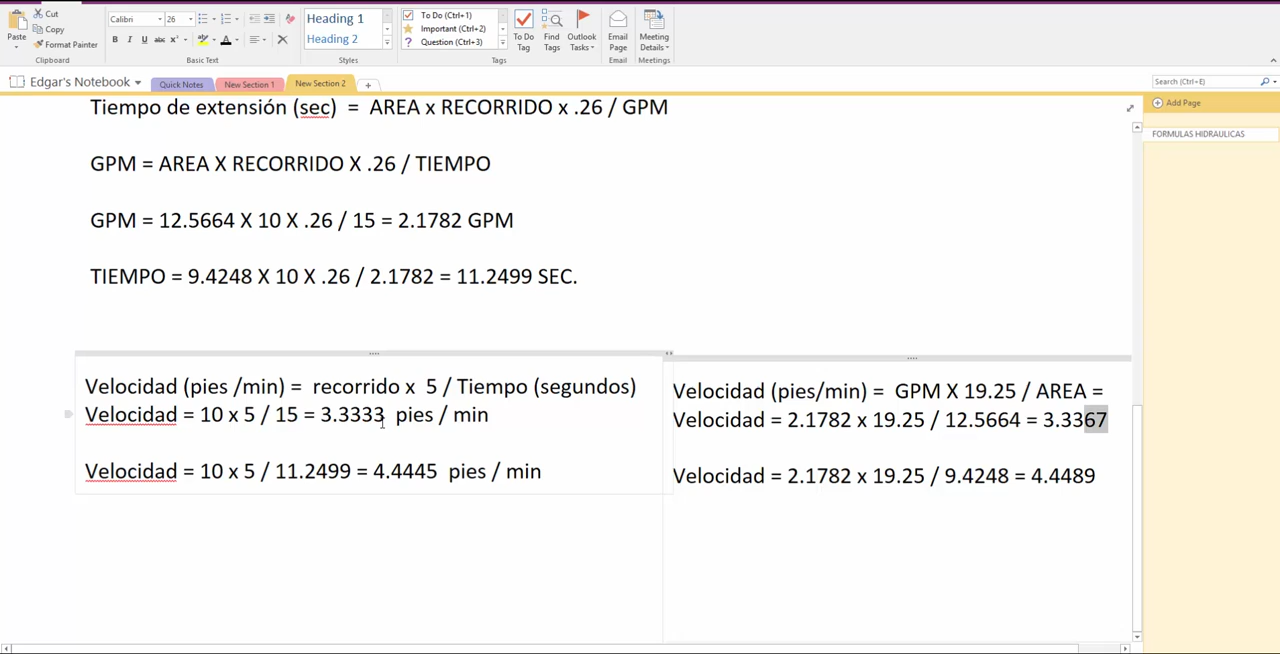 Cut
Copy
Format Painter
Paste
Clipboard
Calibri 26
B I U abc x²
A
Basic Text
Heading 1
Heading 2
Styles
To Do (Ctrl+1)
Important (Ctrl+2)
? Question (Ctrl+3)
Tags
To Do Tag
Find Tags
Outlook Tasks
Email Page
Email
Meeting Details
Meetings
Edgar's Notebook
Quick Notes
New Section 1
New Section 2
+
Search (Ctrl+E)
Add Page
FORMULAS HIDRAULICAS
Tiempo de extensión (sec) = AREA x RECORRIDO x .26 / GPM
GPM = AREA X RECORRIDO X .26 / TIEMPO
GPM = 12.5664 X 10 X .26 / 15 = 2.1782 GPM
TIEMPO = 9.4248 X 10 X .26 / 2.1782 = 11.2499 SEC.
Velocidad (pies /min) = recorrido x 5 / Tiempo (segundos)
Velocidad = 10 x 5 / 15 = 3.3333 pies / min
Velocidad = 10 x 5 / 11.2499 = 4.4445 pies / min
Velocidad (pies/min) = GPM X 19.25 / AREA =
Velocidad = 2.1782 x 19.25 / 12.5664 = 3.3367
Velocidad = 2.1782 x 19.25 / 9.4248 = 4.4489